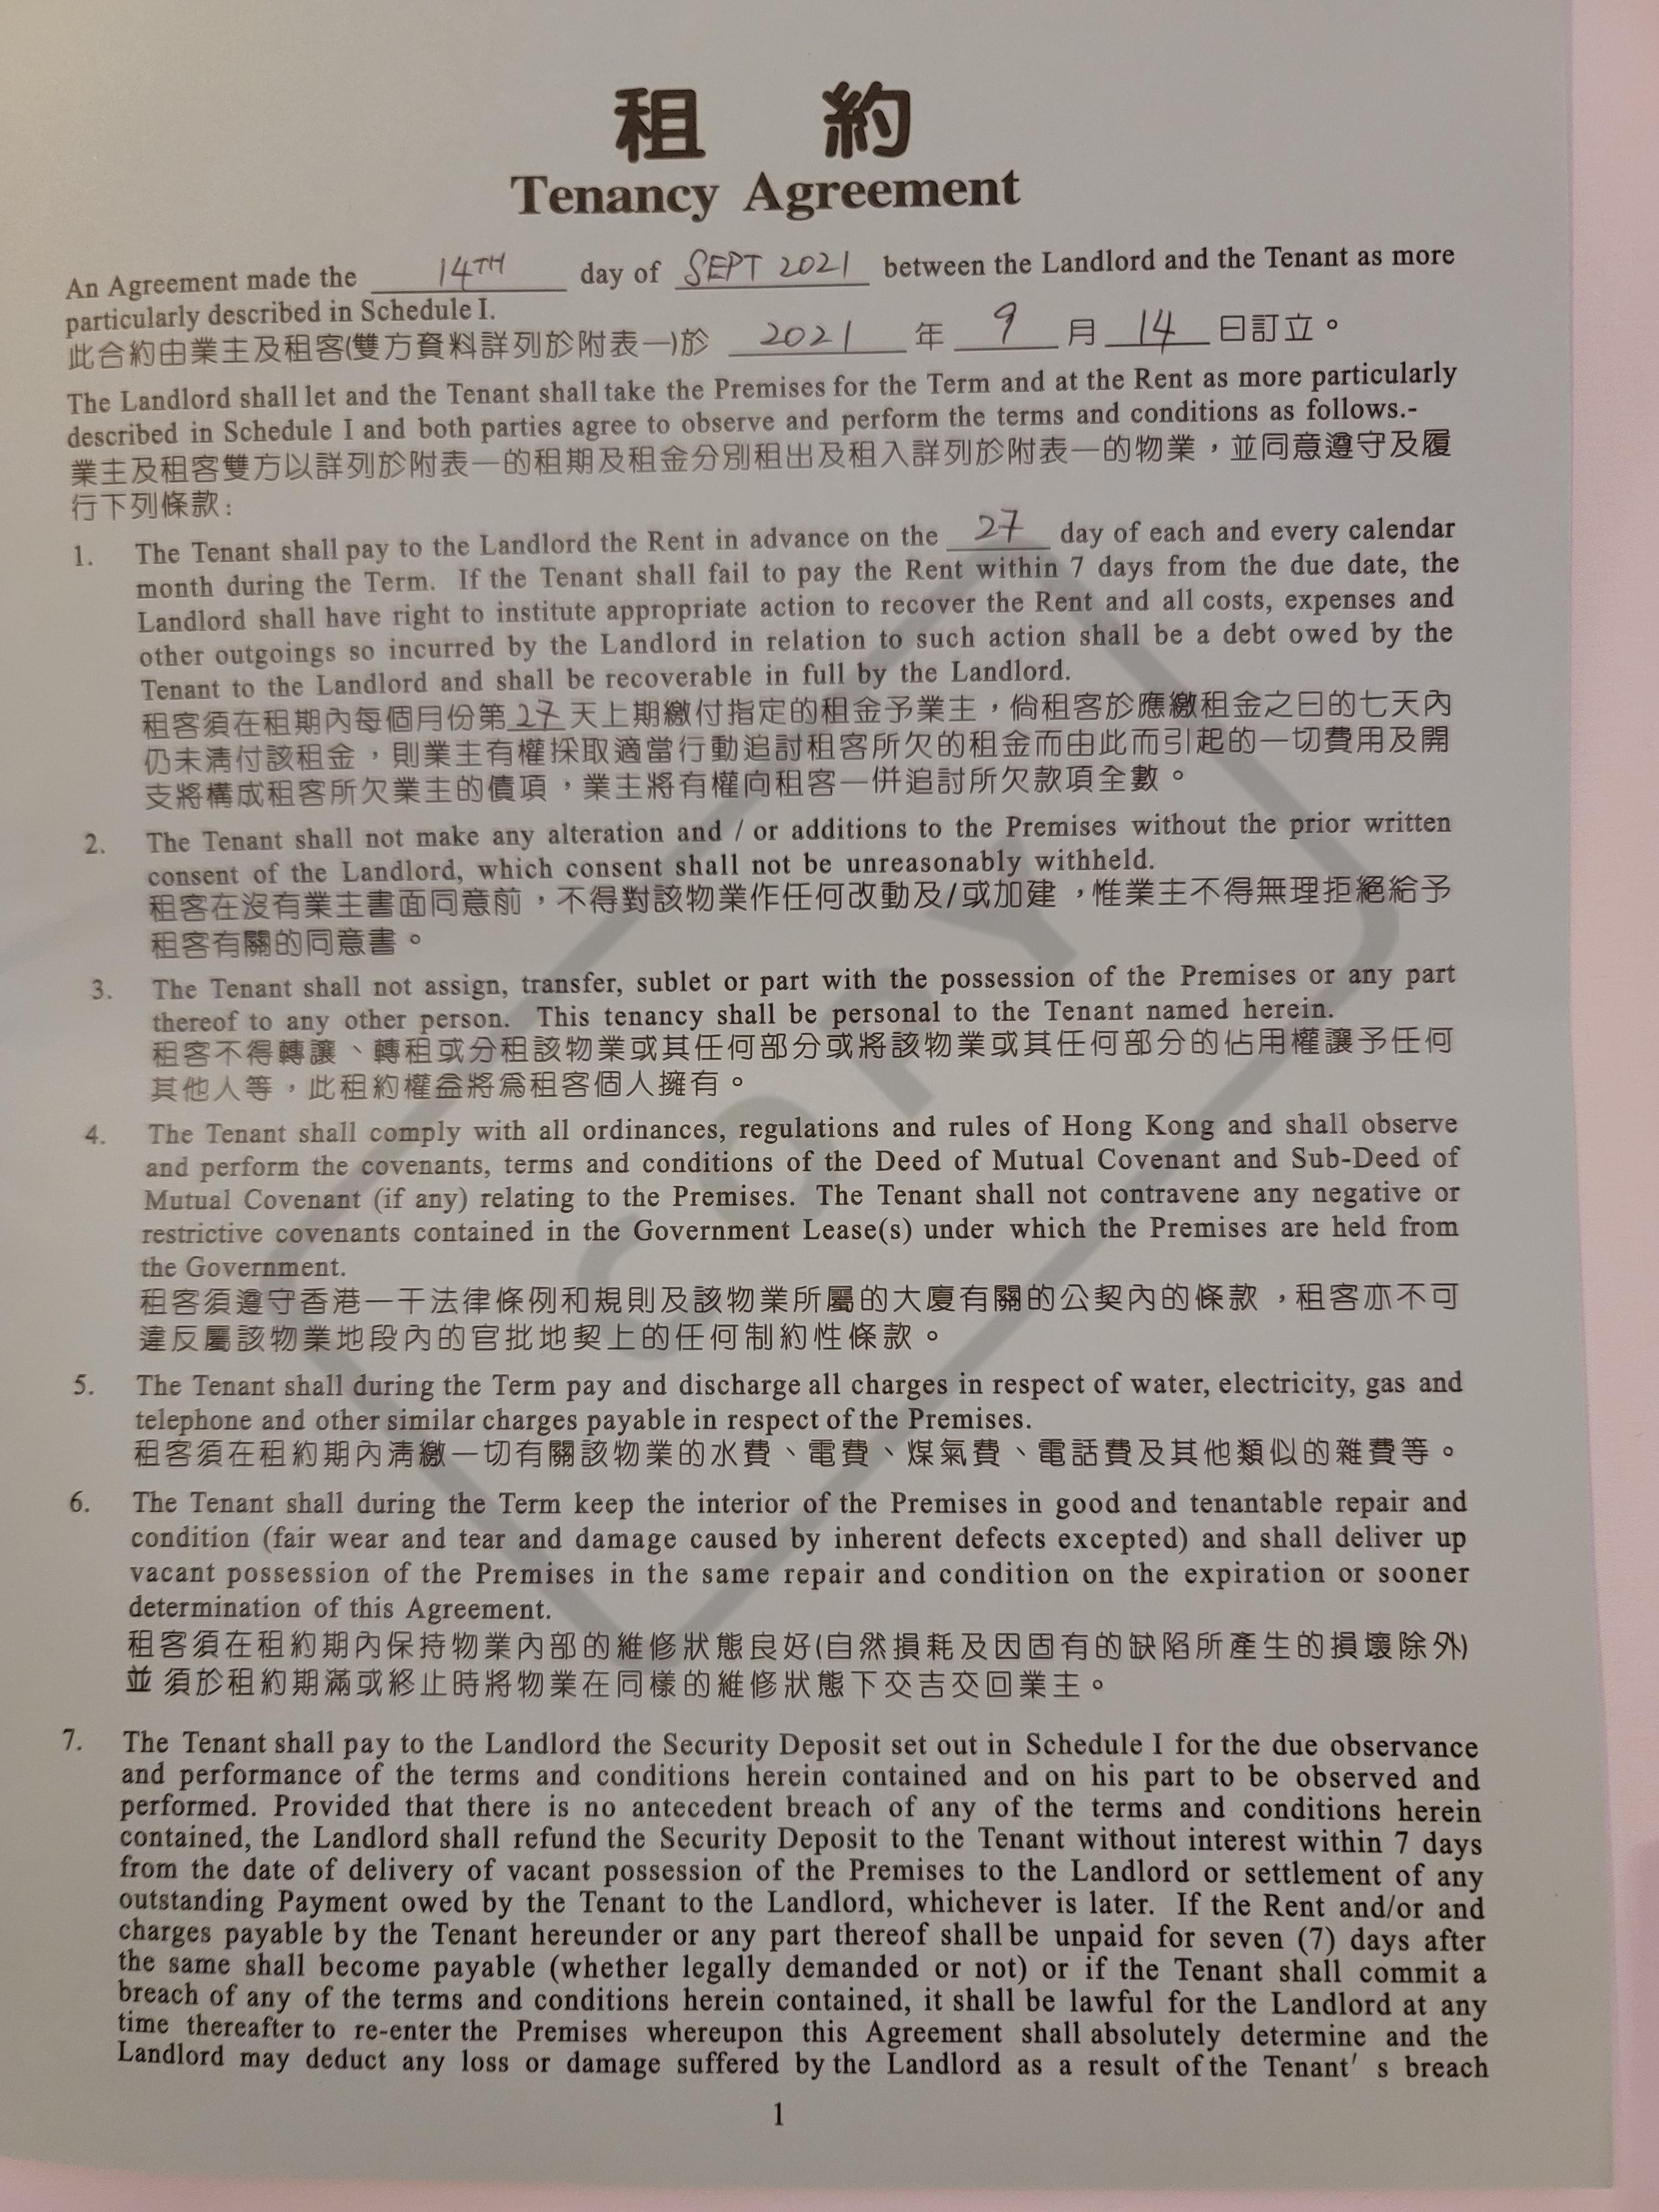 租 約
Tenancy Agreement
An Agreement made the 14TH day of SEPT 2021 between the Landlord and the Tenant as more
particularly described in Schedule I.
此合約由業主及租客(雙方資料詳列於附表一)於 2021 年 9 月 14 日訂立。
The Landlord shall let and the Tenant shall take the Premises for the Term and at the Rent as more particularly
described in Schedule I and both parties agree to observe and perform the terms and conditions as follows.-
業主及租客雙方以詳列於附表一的租期及租金分別租出及租入詳列於附表一的物業，並同意遵守及履
行下列條款:
1. The Tenant shall pay to the Landlord the Rent in advance on the 27 day of each and every calendar
month during the Term. If the Tenant shall fail to pay the Rent within 7 days from the due date, the
Landlord shall have right to institute appropriate action to recover the Rent and all costs, expenses and
other outgoings so incurred by the Landlord in relation to such action shall be a debt owed by the
Tenant to the Landlord and shall be recoverable in full by the Landlord.
租客須在租期內每個月份第 27 天上期繳付指定的租金予業主，倘租客於應繳租金之日的七天內
仍未清付該租金，則業主有權採取適當行動追討租客所欠的租金而由此而引起的一切費用及開
支將構成租客所欠業主的債項，業主將有權向租客一併追討所欠款項全數。
2. The Tenant shall not make any alteration and / or additions to the Premises without the prior written
consent of the Landlord, which consent shall not be unreasonably withheld.
租客在沒有業主書面同意前，不得對該物業作任何改動及/或加建，惟業主不得無理拒絕給予
租客有關的同意書。
3. The Tenant shall not assign, transfer, sublet or part with the possession of the Premises or any part
thereof to any other person. This tenancy shall be personal to the Tenant named herein.
租客不得轉讓、轉租或分租該物業或其任何部分或將該物業或其任何部分的佔用權讓予任何
其他人等，此租約權益將為租客個人擁有。
4. The Tenant shall comply with all ordinances, regulations and rules of Hong Kong and shall observe
and perform the covenants, terms and conditions of the Deed of Mutual Covenant and Sub-Deed of
Mutual Covenant (if any) relating to the Premises. The Tenant shall not contravene any negative or
restrictive covenants contained in the Government Lease(s) under which the Premises are held from
the Government.
租客須遵守香港一干法律條例和規則及該物業所屬的大廈有關的公契內的條款，租客亦不可
違反屬該物業地段內的官批地契上的任何制約性條款。
5. The Tenant shall during the Term pay and discharge all charges in respect of water, electricity, gas and
telephone and other similar charges payable in respect of the Premises.
租客須在租約期內清繳一切有關該物業的水費、電費、煤氣費、電話費及其他類似的雜費等。
6. The Tenant shall during the Term keep the interior of the Premises in good and tenantable repair and
condition (fair wear and tear and damage caused by inherent defects excepted) and shall deliver up
vacant possession of the Premises in the same repair and condition on the expiration or sooner
determination of this Agreement.
租客須在租約期內保持物業內部的維修狀態良好(自然損耗及因固有的缺陷所產生的損壞除外)
並 須於租約期滿或終止時將物業在同樣的維修狀態下交吉交回業主。
7. The Tenant shall pay to the Landlord the Security Deposit set out in Schedule I for the due observance
and performance of the terms and conditions herein contained and on his part to be observed and
performed. Provided that there is no antecedent breach of any of the terms and conditions herein
contained, the Landlord shall refund the Security Deposit to the Tenant without interest within 7 days
from the date of delivery of vacant possession of the Premises to the Landlord or settlement of any
outstanding Payment owed by the Tenant to the Landlord, whichever is later. If the Rent and/or and
charges payable by the Tenant hereunder or any part thereof shall be unpaid for seven (7) days after
the same shall become payable (whether legally demanded or not) or if the Tenant shall commit a
breach of any of the terms and conditions herein contained, it shall be lawful for the Landlord at any
time thereafter to re-enter the Premises whereupon this Agreement shall absolutely determine and the
Landlord may deduct any loss or damage suffered by the Landlord as a result of the Tenant' s breach
1
COPY